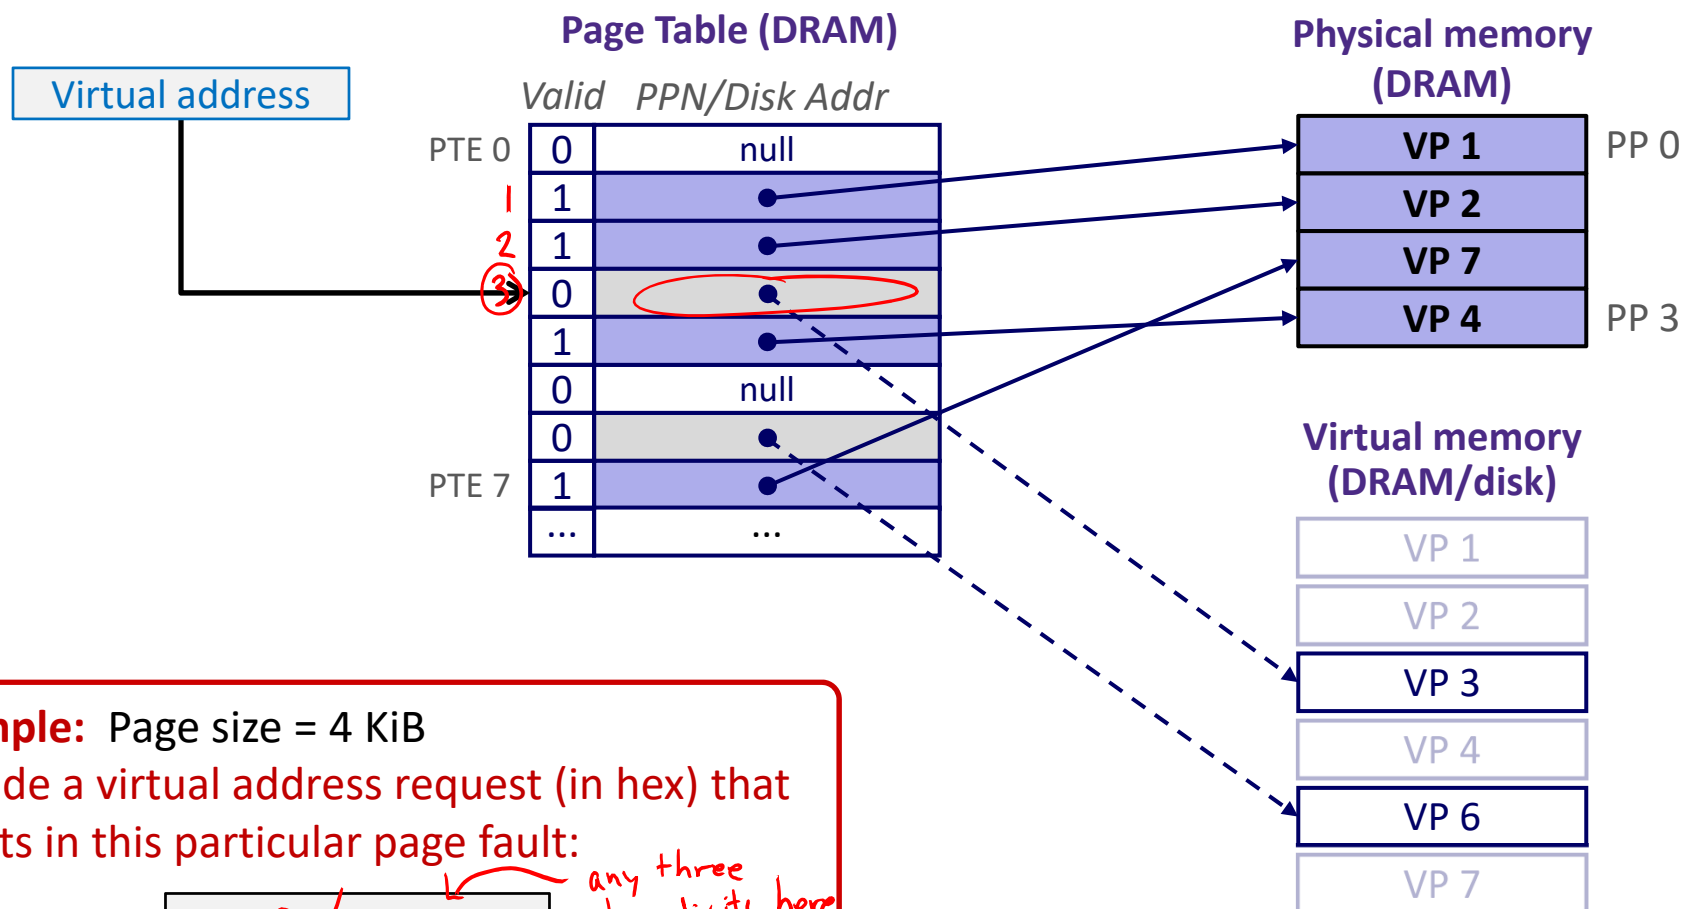 Page Table (DRAM)
Physical memory
(DRAM)
Virtual address
Valid PPN/Disk Addr
PTE 0 0 null
VP 1 PP 0
1 1
VP 2
2 1
VP 7
3 0
VP 4 PP 3
1
0 null
0
Virtual memory
(DRAM/disk)
PTE 7 1
... ...
VP 1
VP 2
VP 3
VP 4
VP 6
VP 7
mple: Page size = 4 KiB
de a virtual address request (in hex) that
ts in this particular page fault:
any three
digits here